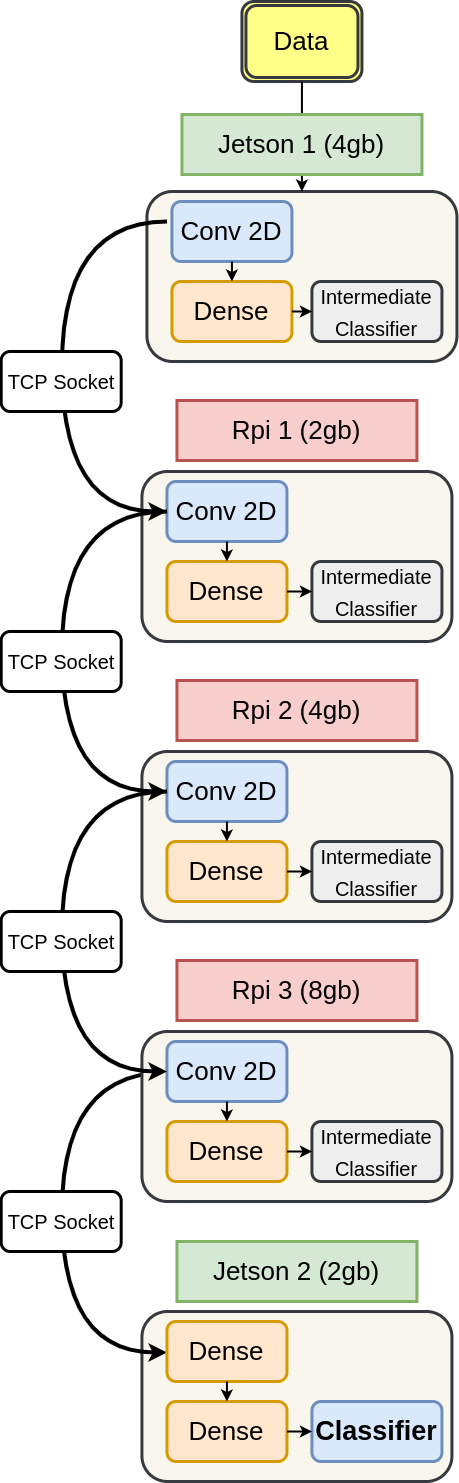 Data
Jetson 1 (4gb)
Conv 2D
Dense
Intermediate
Classifier
TCP Socket
Rpi 1 (2gb)
Conv 2D
Dense
Intermediate
Classifier
TCP Socket
Rpi 2 (4gb)
Conv 2D
Dense
Intermediate
Classifier
TCP Socket
Rpi 3 (8gb)
Conv 2D
Dense
Intermediate
Classifier
TCP Socket
Jetson 2 (2gb)
Dense
Dense
Classifier